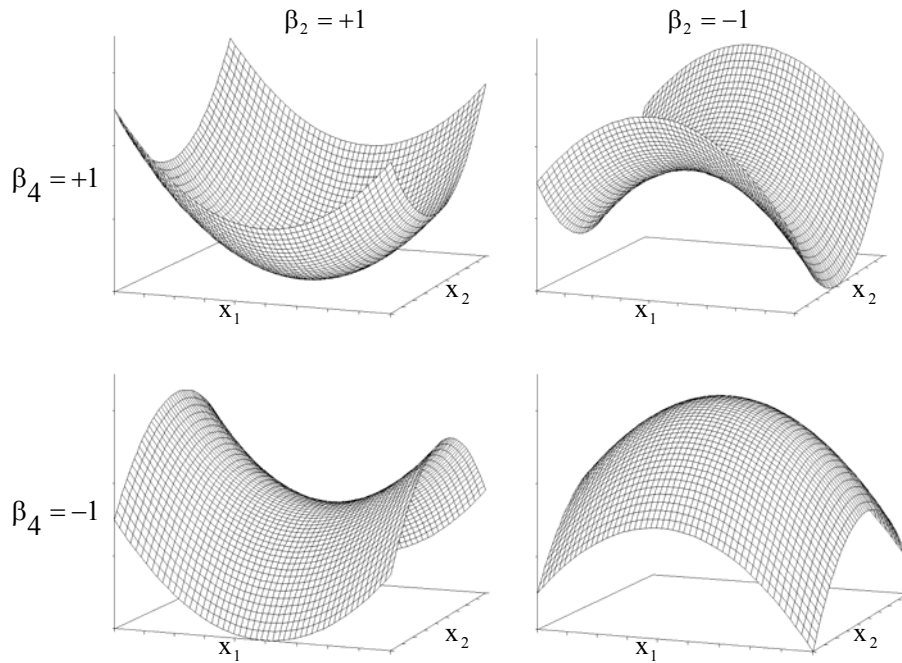 β₂ = +1
β₂ = −1
β₄ = +1
x₁
x₂
x₁
x₂
β₄ = −1
x₁
x₂
x₁
x₂